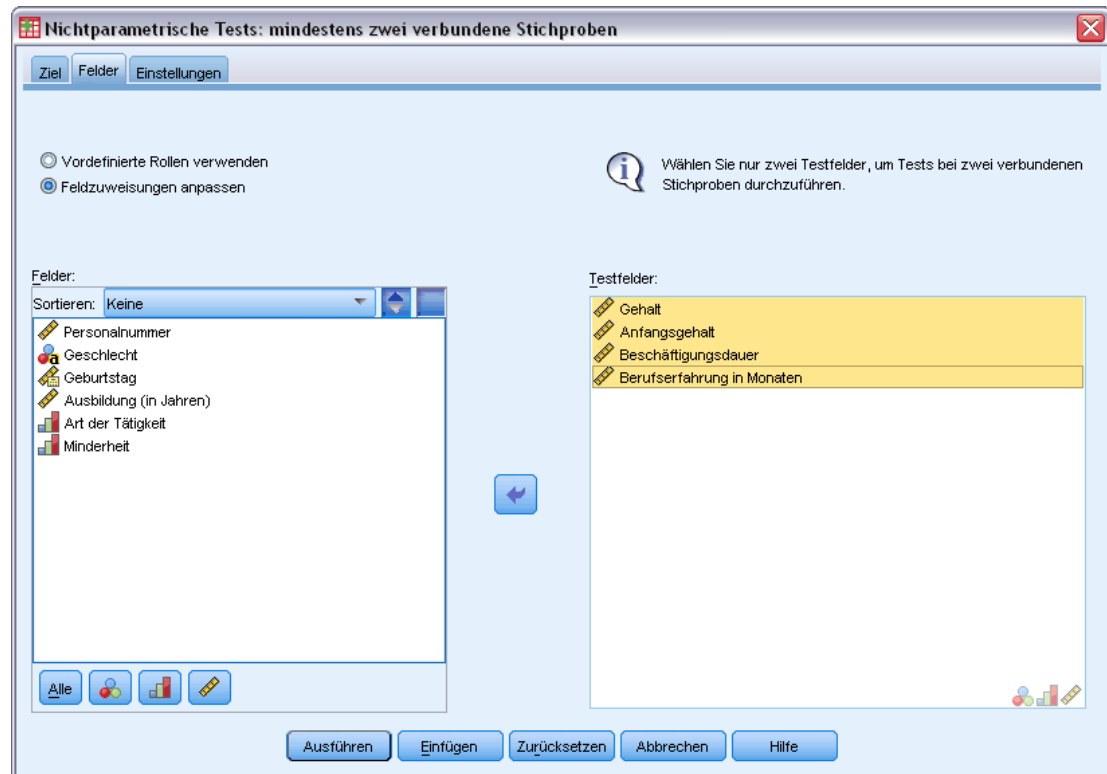 Nichtparametrische Tests: mindestens zwei verbundene Stichproben
Ziel
Felder
Einstellungen
Vordefinierte Rollen verwenden
Feldzuweisungen anpassen
Wählen Sie nur zwei Testfelder, um Tests bei zwei verbundenen
Stichproben durchzuführen.
Felder:
Sortieren: Keine
Personalnummer
Geschlecht
Geburtstag
Ausbildung (in Jahren)
Art der Tätigkeit
Minderheit
Alle
Testfelder:
Gehalt
Anfangsgehalt
Beschäftigungsdauer
Berufserfahrung in Monaten
Ausführen
Einfügen
Zurücksetzen
Abbrechen
Hilfe